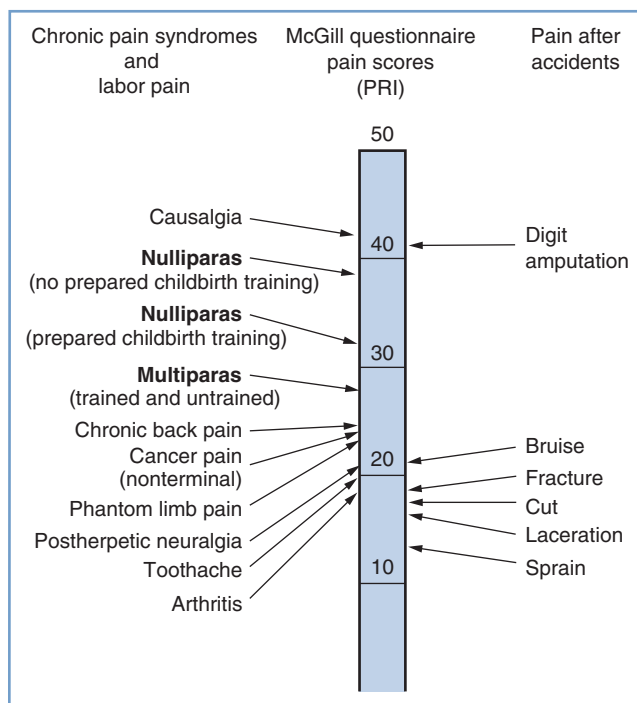 Chronic pain syndromes
and
labor pain
McGill questionnaire
pain scores
(PRI)
Pain after
accidents
50
Causalgia
40
Digit
amputation
Nulliparas
(no prepared childbirth training)
Nulliparas
(prepared childbirth training)
30
Multiparas
(trained and untrained)
Chronic back pain
Cancer pain
(nonterminal)
Phantom limb pain
Postherpetic neuralgia
Toothache
Arthritis
20
10
Bruise
Fracture
Cut
Laceration
Sprain